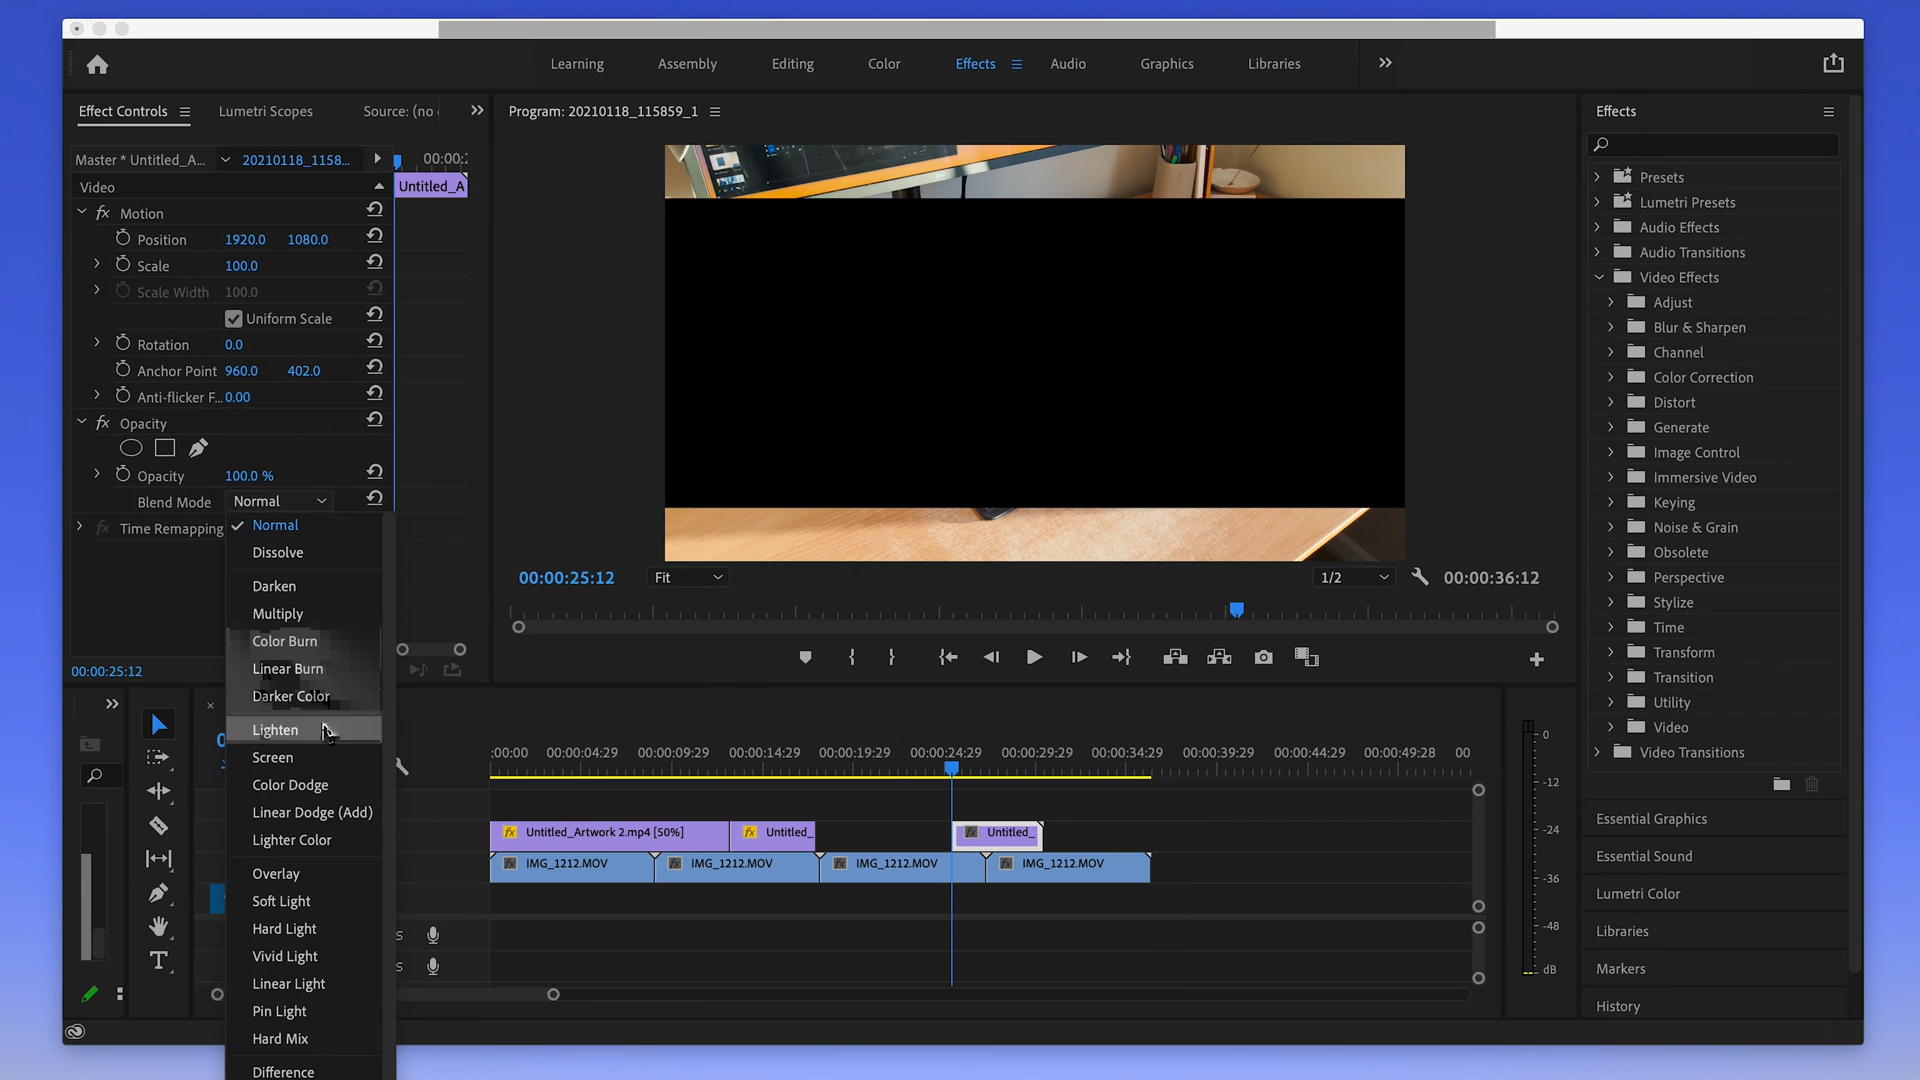 Learning Assembly Editing Color Effects Audio Graphics Libraries
Effect Controls Lumetri Scopes Source: (no
Program: 20210118_115859_1
Effects
Master * Untitled_A... 20210118_1158... 00:00:
Video
Untitled_A
fx Motion
Position 1920.0 1080.0
Scale 100.0
Scale Width 100.0
Uniform Scale
Rotation 0.0
Anchor Point 960.0 402.0
Anti-flicker F... 0.00
fx Opacity
Opacity 100.0 %
Blend Mode Normal
fx Time Remapping
Normal
Dissolve
Darken
Multiply
Color Burn
Linear Burn
Darker Color
Lighten
Screen
Color Dodge
Linear Dodge (Add)
Lighter Color
Overlay
Soft Light
Hard Light
Vivid Light
Linear Light
Pin Light
Hard Mix
Difference
00:00:25:12
00:00:25:12 Fit 1/2 00:00:36:12
:00:00 00:00:04:29 00:00:09:29 00:00:14:29 00:00:19:29 00:00:24:29 00:00:29:29 00:00:34:29 00:00:39:29 00:00:44:29 00:00:49:28 00
fx Untitled_Artwork 2.mp4 [50%] fx Untitled_ fx Untitled_
fx IMG_1212.MOV fx IMG_1212.MOV fx IMG_1212.MOV fx IMG_1212.MOV
S
S
0
-12
-24
-36
-48
dB
Presets
Lumetri Presets
Audio Effects
Audio Transitions
Video Effects
Adjust
Blur & Sharpen
Channel
Color Correction
Distort
Generate
Image Control
Immersive Video
Keying
Noise & Grain
Obsolete
Perspective
Stylize
Time
Transform
Transition
Utility
Video
Video Transitions
Essential Graphics
Essential Sound
Lumetri Color
Libraries
Markers
History